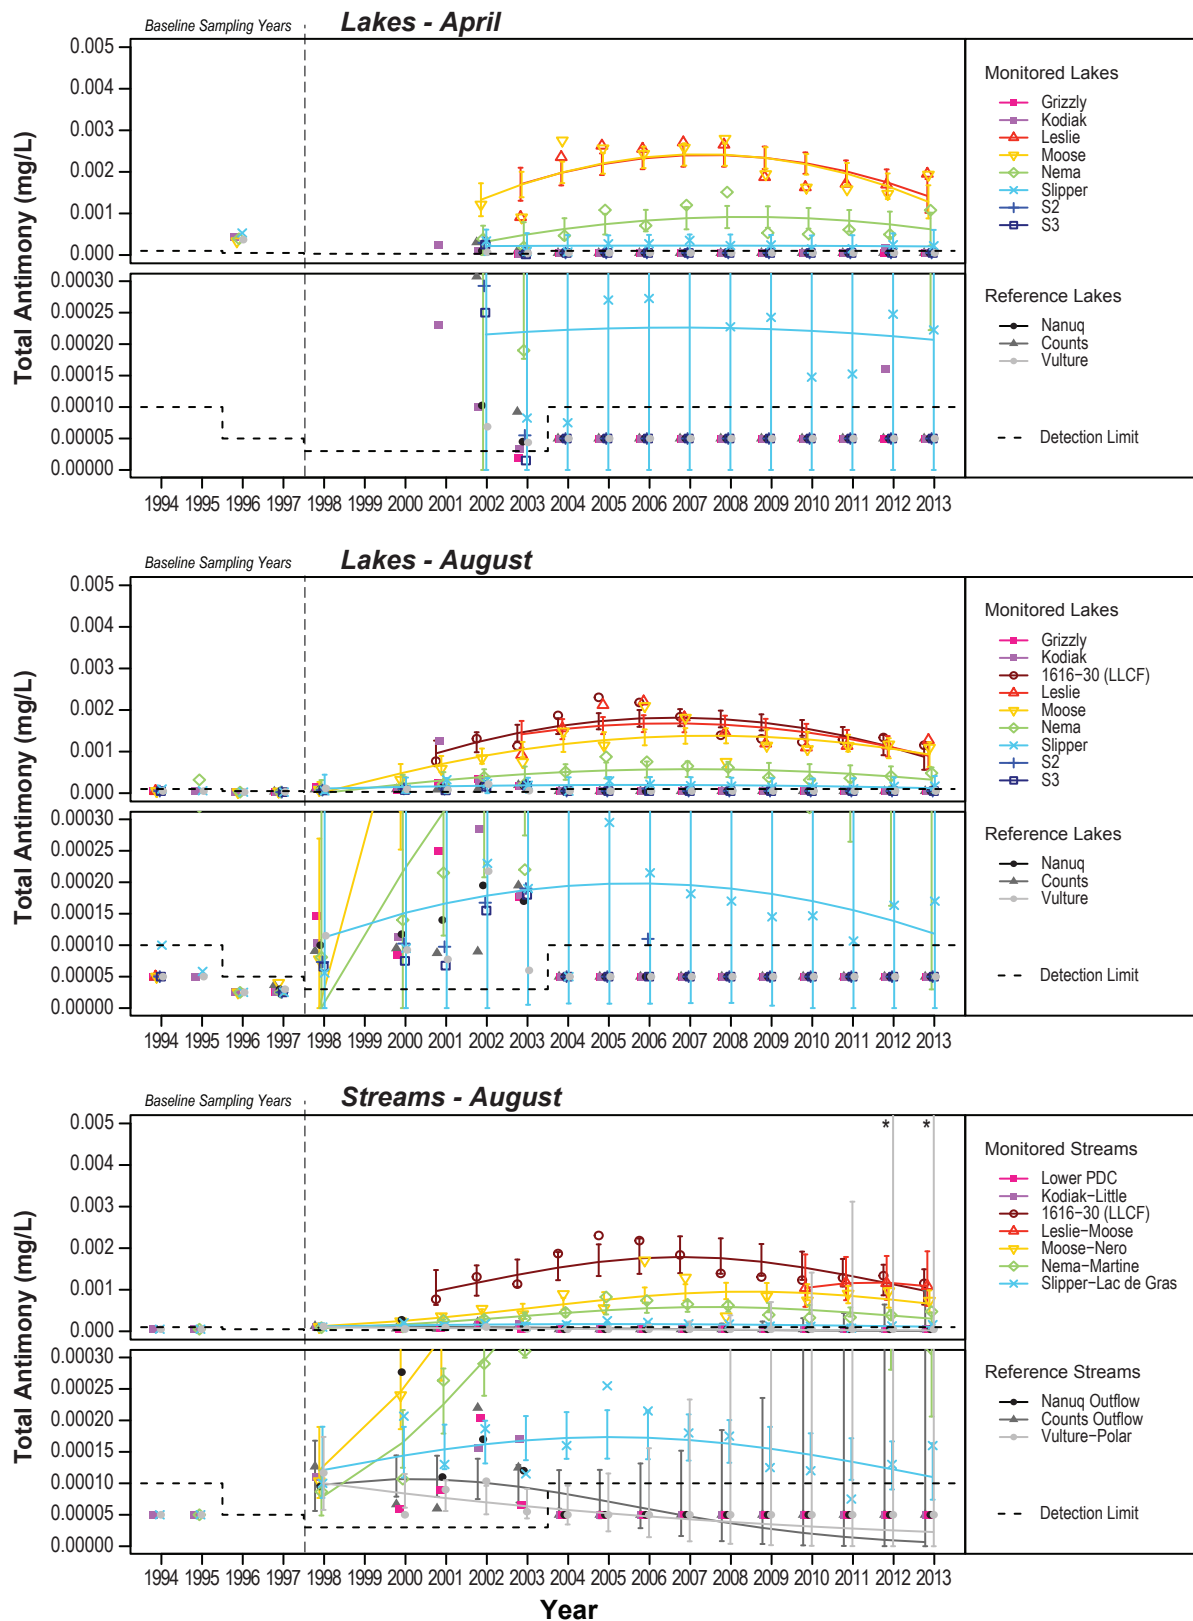 Baseline Sampling Years
Lakes - April
Total Antimony (mg/L)
0.005
0.004
0.003
0.002
0.001
0.000
0.00030
0.00025
0.00020
0.00015
0.00010
0.00005
0.00000
1994 1995 1996 1997 1998 1999 2000 2001 2002 2003 2004 2005 2006 2007 2008 2009 2010 2011 2012 2013
Monitored Lakes
Grizzly
Kodiak
Leslie
Moose
Nema
Slipper
S2
S3
Reference Lakes
Nanuq
Counts
Vulture
Detection Limit
Baseline Sampling Years
Lakes - August
Total Antimony (mg/L)
0.005
0.004
0.003
0.002
0.001
0.000
0.00030
0.00025
0.00020
0.00015
0.00010
0.00005
0.00000
1994 1995 1996 1997 1998 1999 2000 2001 2002 2003 2004 2005 2006 2007 2008 2009 2010 2011 2012 2013
Monitored Lakes
Grizzly
Kodiak
1616−30 (LLCF)
Leslie
Moose
Nema
Slipper
S2
S3
Reference Lakes
Nanuq
Counts
Vulture
Detection Limit
Baseline Sampling Years
Streams - August
Total Antimony (mg/L)
0.005
0.004
0.003
0.002
0.001
0.000
* *
0.00030
0.00025
0.00020
0.00015
0.00010
0.00005
0.00000
1994 1995 1996 1997 1998 1999 2000 2001 2002 2003 2004 2005 2006 2007 2008 2009 2010 2011 2012 2013
Year
Monitored Streams
Lower PDC
Kodiak−Little
1616−30 (LLCF)
Leslie−Moose
Moose−Nero
Nema−Martine
Slipper−Lac de Gras
Reference Streams
Nanuq Outflow
Counts Outflow
Vulture−Polar
Detection Limit